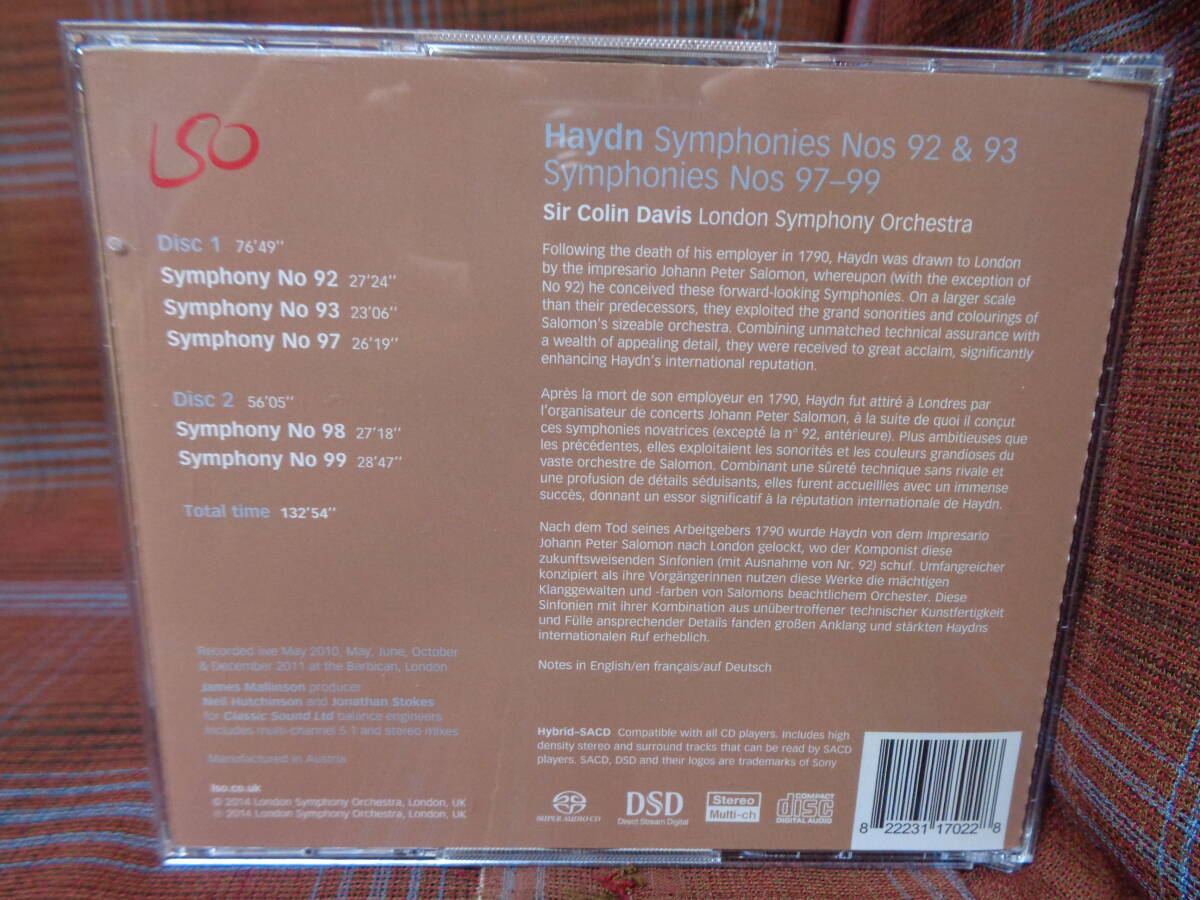 LSO
Disc 1 76'49"
Symphony No 92 27'24"
Symphony No 93 23'06"
Symphony No 97 26'19"
Disc 2 56'05"
Symphony No 98 27'18"
Symphony No 99 28'47"
Total time 132'54"
Recorded live May 2010, May, June, October
& December 2011 at the Barbican, London
James Mallinson producer
Neil Hutchinson and Jonathan Stokes
for Classic Sound Ltd balance engineers
Includes multi-channel 5.1 and stereo mixes
Manufactured in Austria
lso.co.uk
© 2014 London Symphony Orchestra, London, UK
℗ 2014 London Symphony Orchestra, London, UK
Haydn Symphonies Nos 92 & 93
Symphonies Nos 97–99
Sir Colin Davis London Symphony Orchestra
Following the death of his employer in 1790, Haydn was drawn to London
by the impresario Johann Peter Salomon, whereupon (with the exception of
No 92) he conceived these forward-looking Symphonies. On a larger scale
than their predecessors, they exploited the grand sonorities and colourings of
Salomon's sizeable orchestra. Combining unmatched technical assurance with
a wealth of appealing detail, they were received to great acclaim, significantly
enhancing Haydn's international reputation.
Après la mort de son employeur en 1790, Haydn fut attiré à Londres par
l'organisateur de concerts Johann Peter Salomon, à la suite de quoi il conçut
ces symphonies novatrices (excepté la n° 92, antérieure). Plus ambitieuses que
les précédentes, elles exploitaient les sonorités et les couleurs grandioses du
vaste orchestre de Salomon. Combinant une sûreté technique sans rivale et
une profusion de détails séduisants, elles furent accueillies avec un immense
succès, donnant un essor significatif à la réputation internationale de Haydn.
Nach dem Tod seines Arbeitgebers 1790 wurde Haydn von dem Impresario
Johann Peter Salomon nach London gelockt, wo der Komponist diese
zukunftsweisenden Sinfonien (mit Ausnahme von Nr. 92) schuf. Umfangreicher
konzipiert als ihre Vorgängerinnen nutzen diese Werke die mächtigen
Klanggewalten und -farben von Salomons beachtlichem Orchester. Diese
Sinfonien mit ihrer Kombination aus unübertroffener technischer Kunstfertigkeit
und Fülle ansprechender Details fanden großen Anklang und stärkten Haydns
internationalen Ruf erheblich.
Notes in English/en français/auf Deutsch
Hybrid–SACD Compatible with all CD players. Includes high
density stereo and surround tracks that can be read by SACD
players. SACD, DSD and their logos are trademarks of Sony
SUPER AUDIO CD
DSD
Direct Stream Digital
Stereo
Multi-ch
COMPACT
disc
DIGITAL AUDIO
8 22231 17022 8